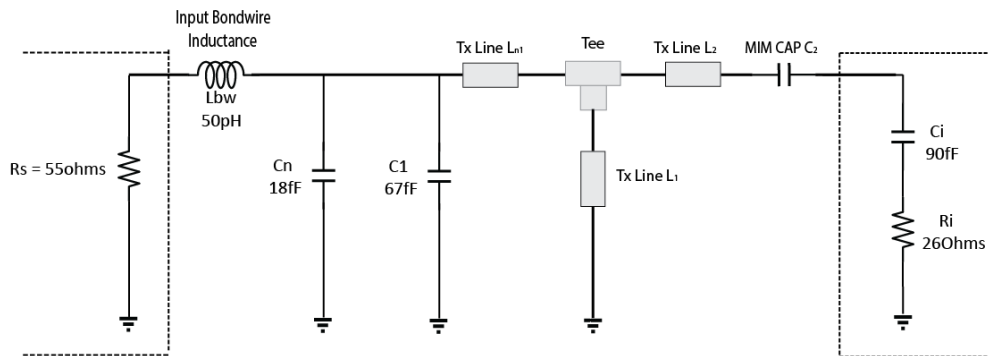 Input Bondwire
Inductance
Lbw
50pH
Rs = 55ohms
Cn
18fF
C1
67fF
Tx Line Ln1
Tee
Tx Line L2
MIM CAP C2
Tx Line L1
Ci
90fF
Ri
26Ohms